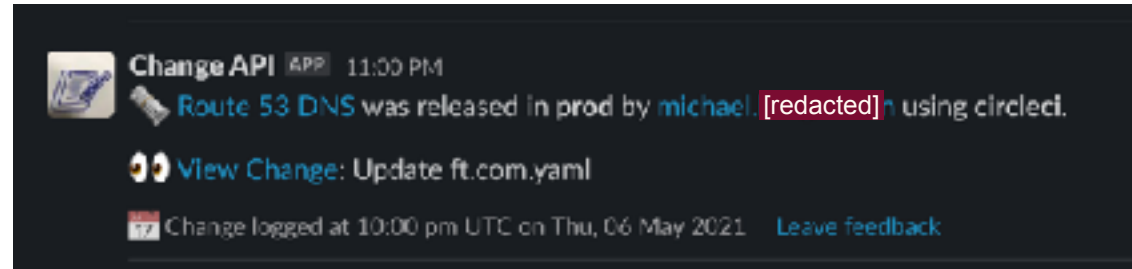 Change API APP 11:00 PM
Route 53 DNS was released in prod by michael.[redacted]n using circleci.
View Change: Update ft.com.yaml
17 Change logged at 10:00 pm UTC on Thu, 06 May 2021 Leave feedback